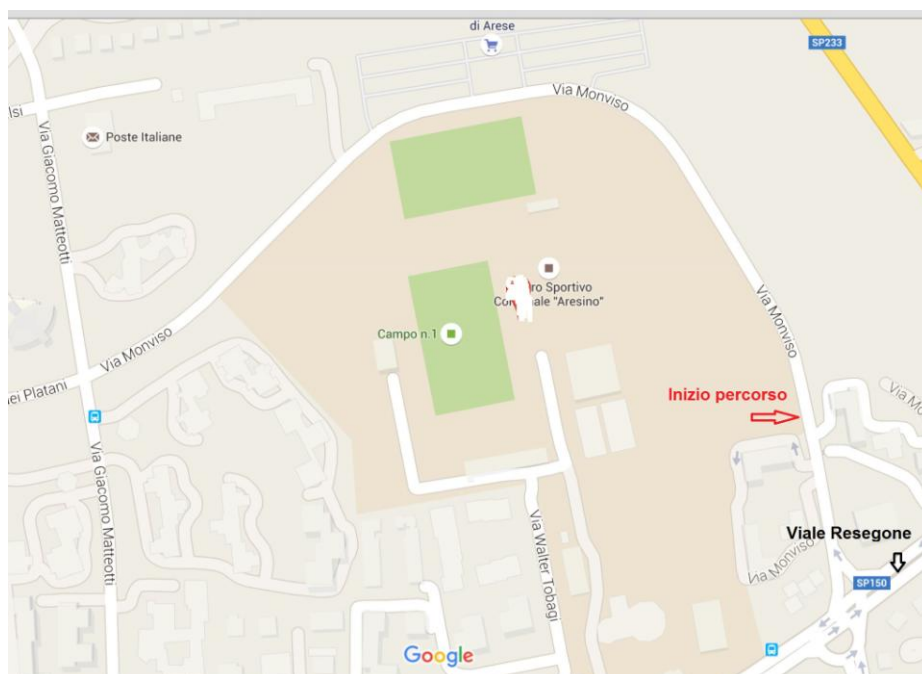 di Arese
SP233
Via Monviso
lsi
Poste Italiane
Via Giacomo Matteotti
ro Sportivo
Co nale "Aresino"
Campo n.1
Via Monviso
Via Monviso
ei Platani
Inizio percorso
Via Mo
Via Giacomo Matteotti
Via Walter Tobagi
Viale Resegone
Via Monviso
SP150
Google